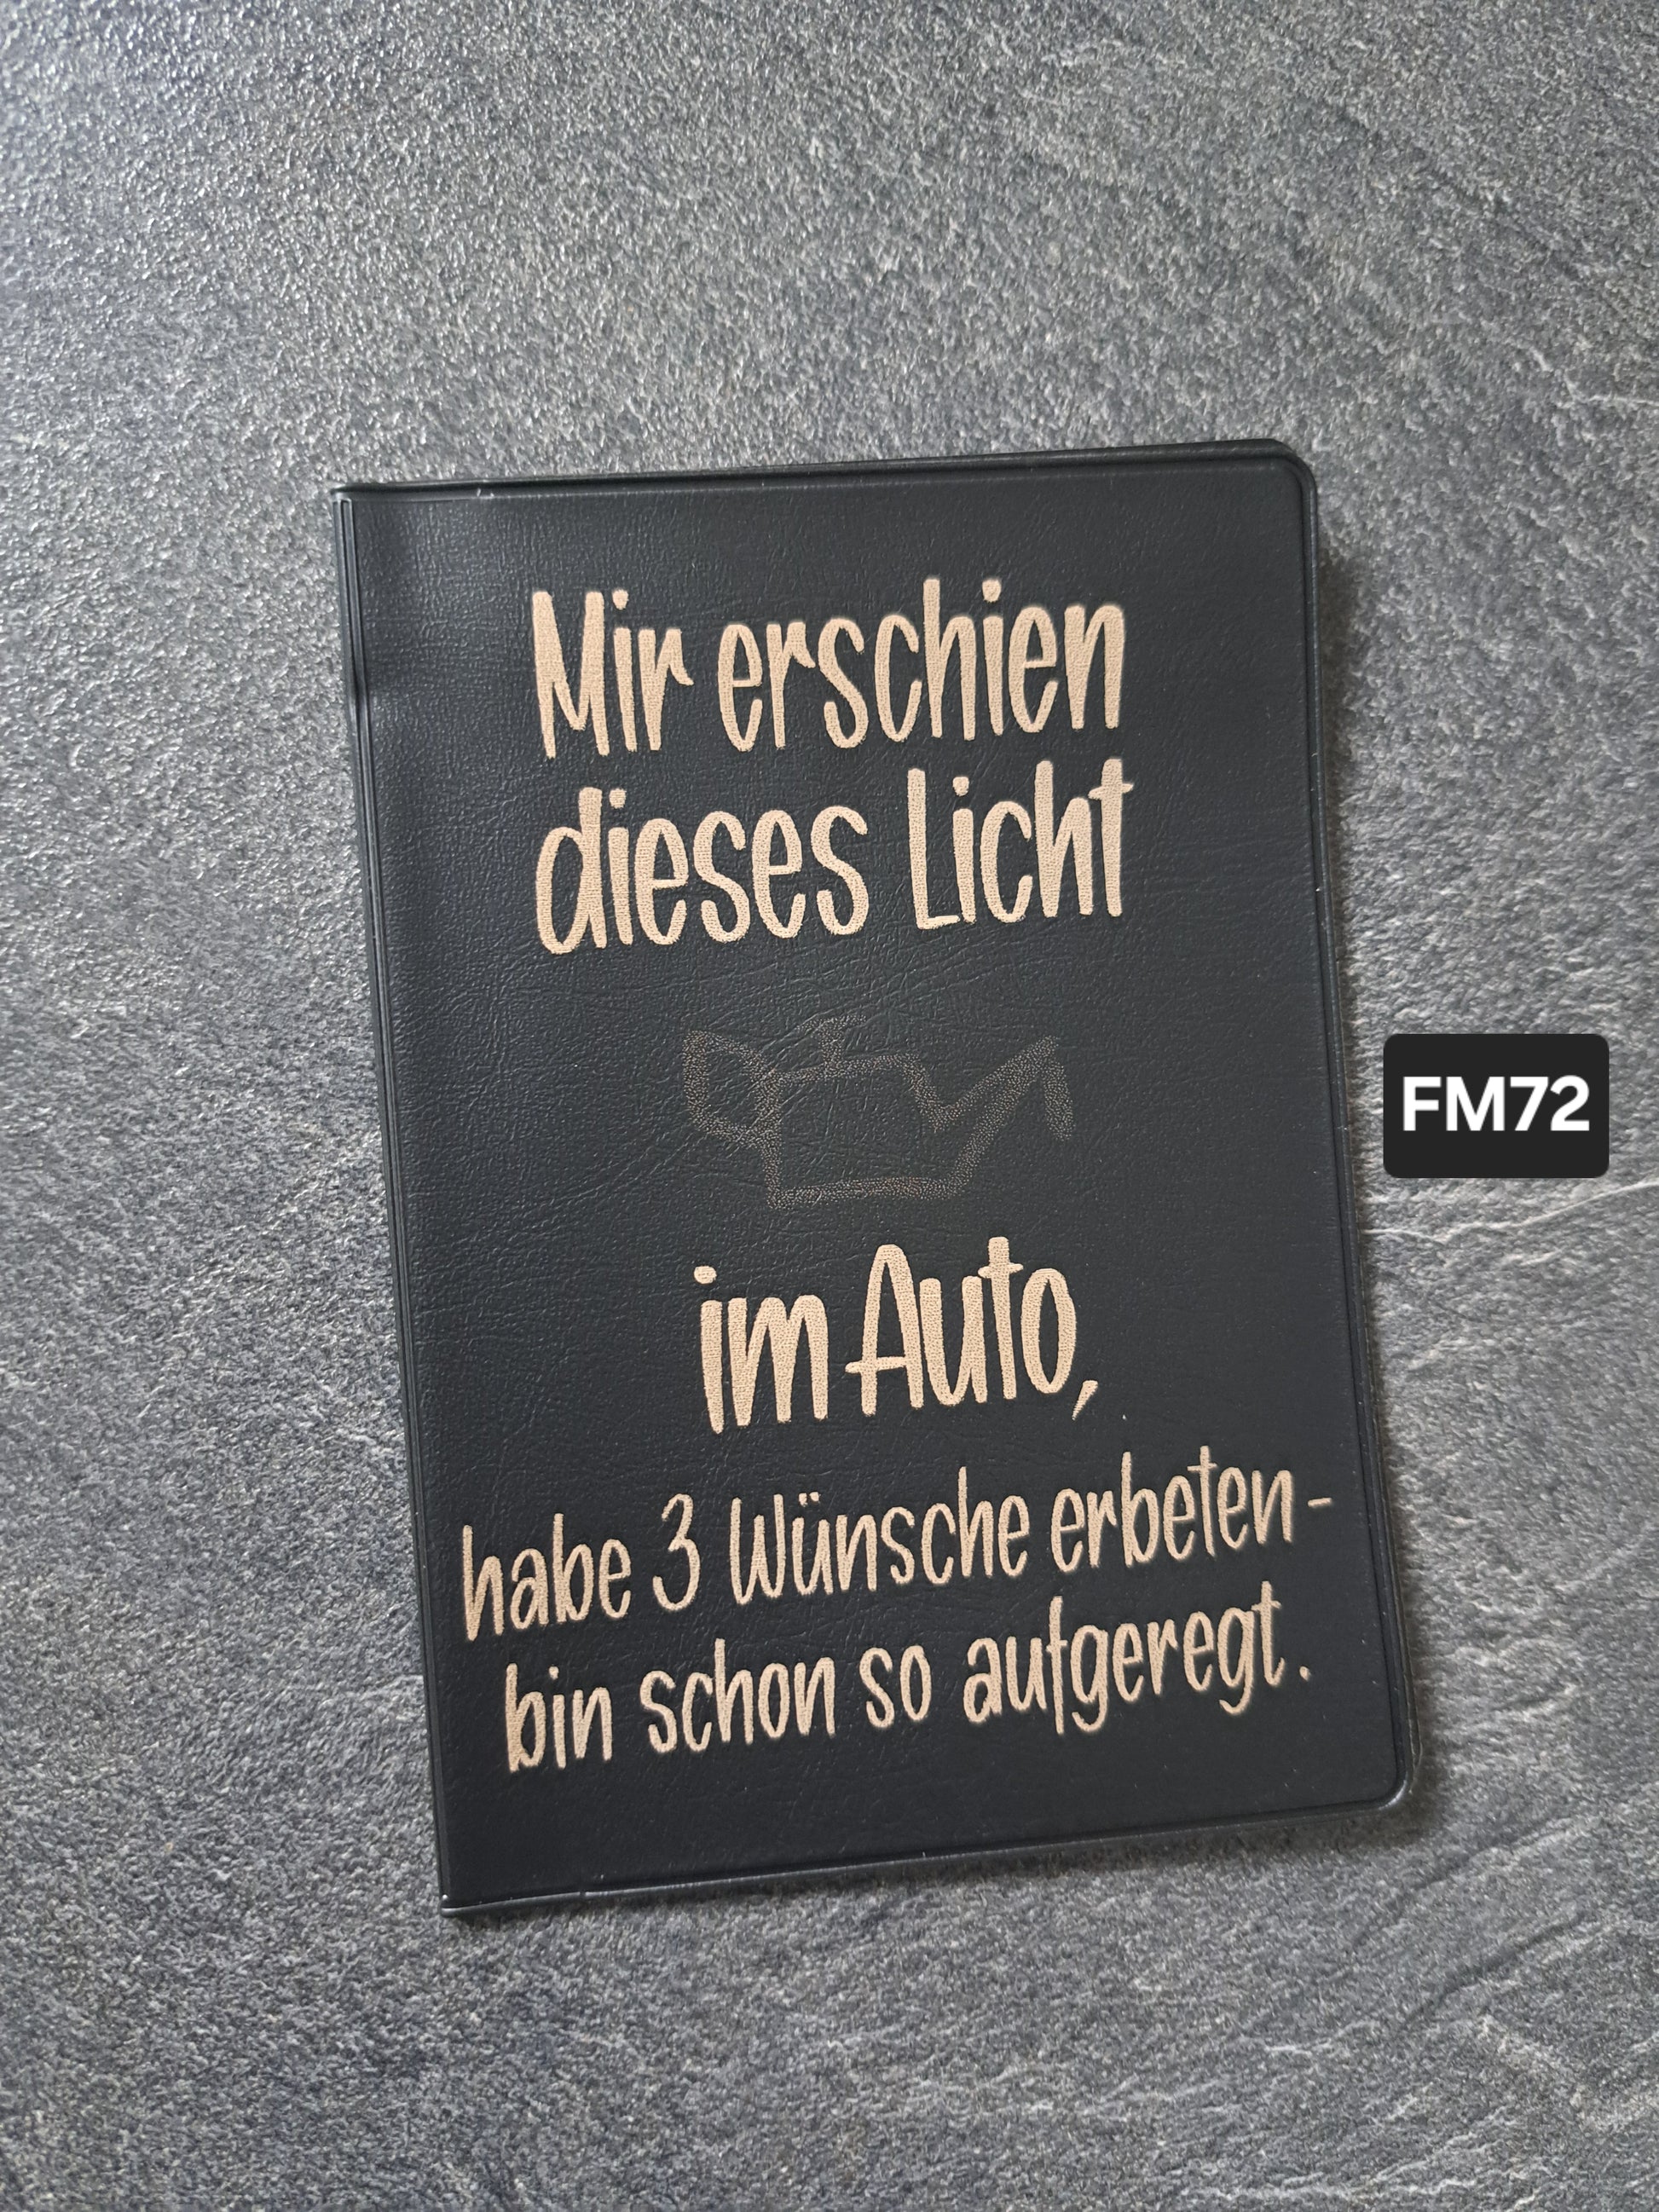 Mir erschien
dieses Licht
im Auto,
habe 3 Wünsche erbeten-
bin schon so aufgeregt.
FM72